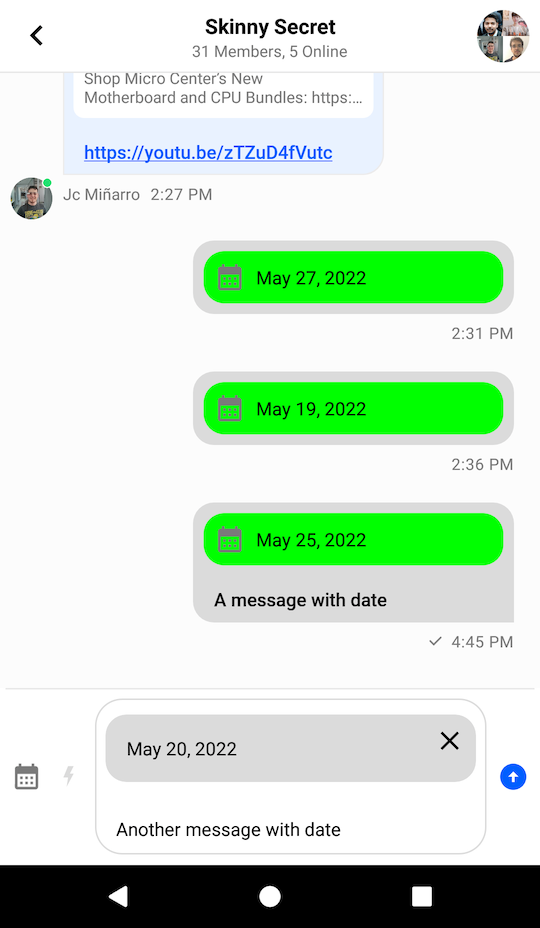 Skinny Secret
31 Members, 5 Online
Shop Micro Center's New
Motherboard and CPU Bundles: https:...
https://youtu.be/zTZuD4fVutc
Jc Miñarro 2:27 PM
May 27, 2022
2:31 PM
May 19, 2022
2:36 PM
May 25, 2022
A message with date
4:45 PM
May 20, 2022
Another message with date